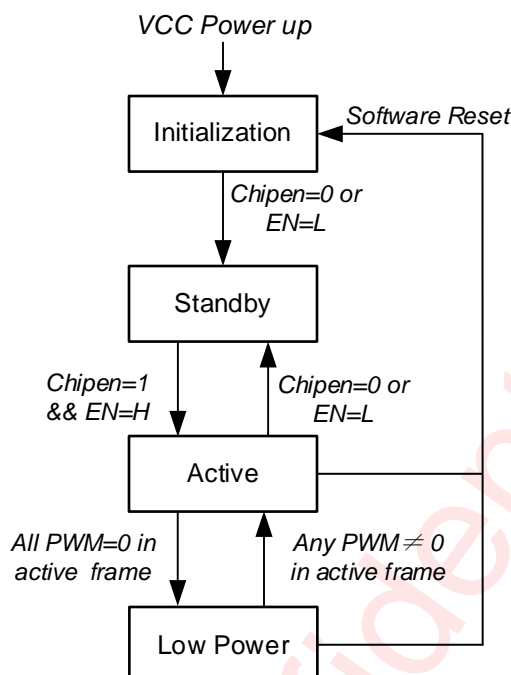 VCC Power up
Initialization
Software Reset
Chipen=0 or
EN=L
Standby
Chipen=1
&& EN=H
Chipen=0 or
EN=L
Active
All PWM=0 in
active frame
Any PWM≠0
in active frame
Low Power